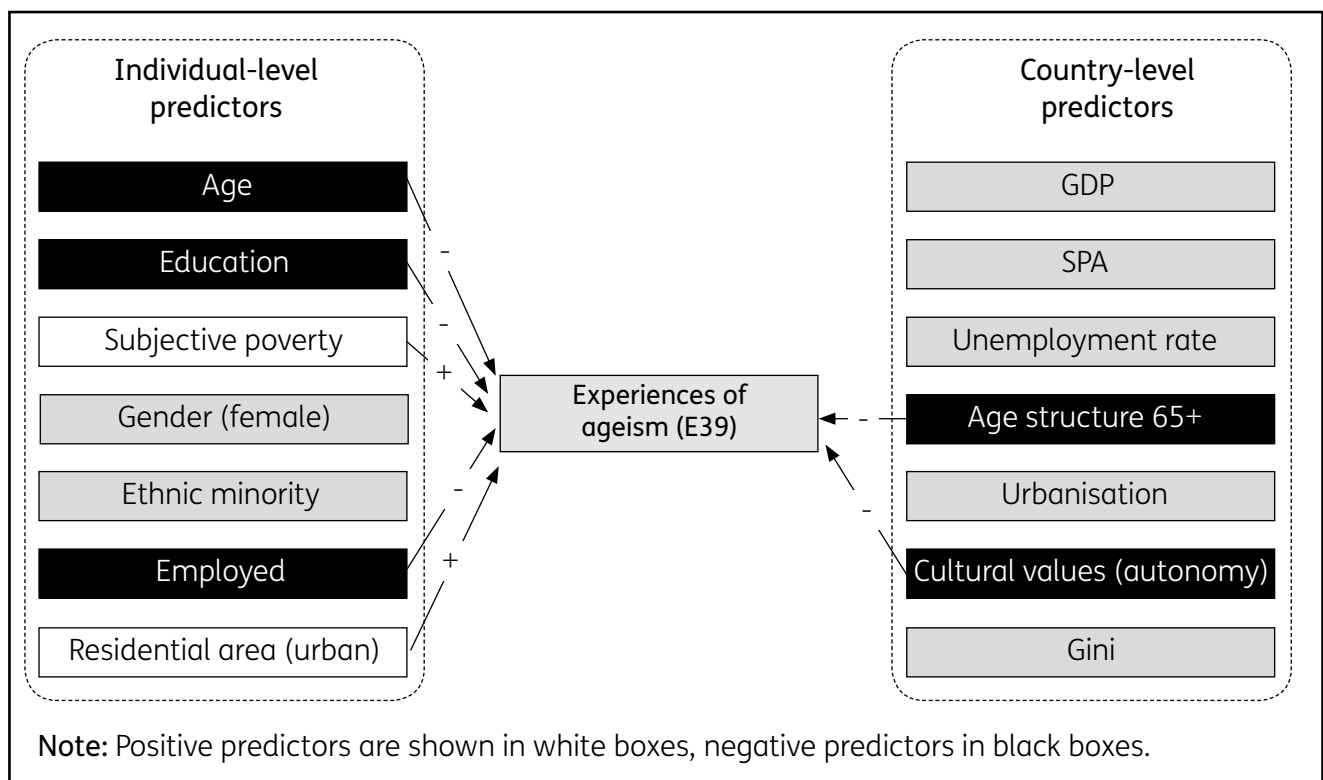 Individual-level
predictors
Age
Education
Subjective poverty
Gender (female)
Ethnic minority
Employed
Residential area (urban)
-
-
+
-
+
Experiences of
ageism (E39)
-
-
Country-level
predictors
GDP
SPA
Unemployment rate
Age structure 65+
Urbanisation
Cultural values (autonomy)
Gini
Note: Positive predictors are shown in white boxes, negative predictors in black boxes.